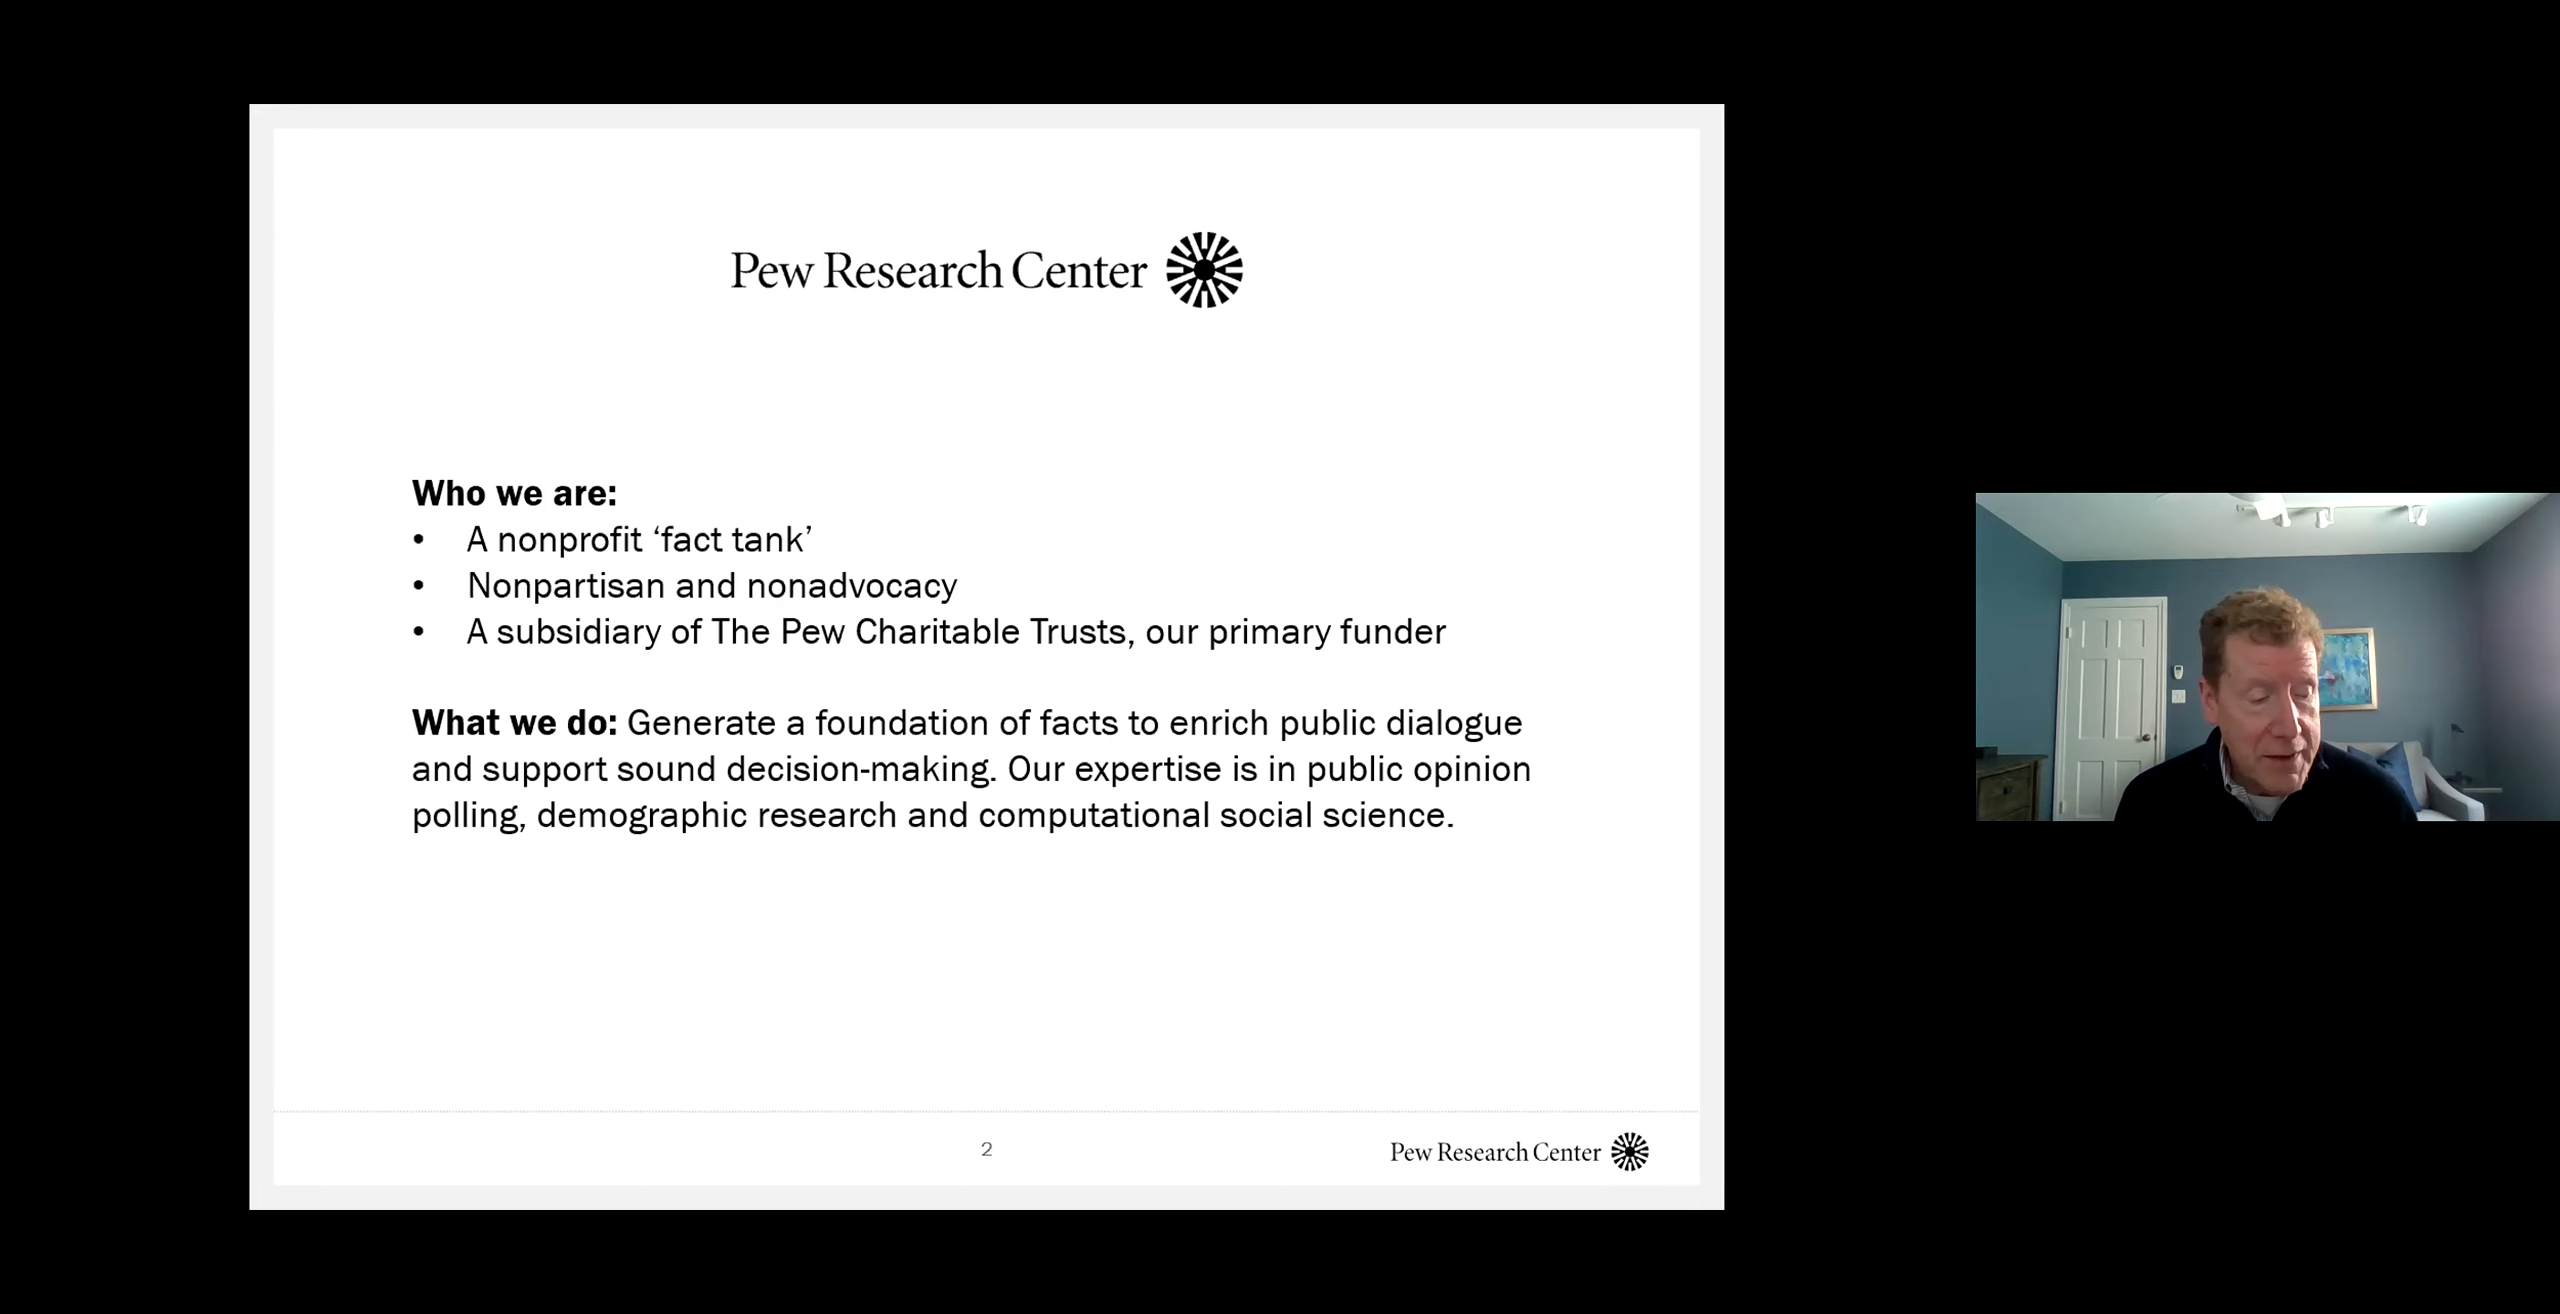 Pew Research Center
Who we are:
• A nonprofit ‘fact tank’
• Nonpartisan and nonadvocacy
• A subsidiary of The Pew Charitable Trusts, our primary funder
What we do: Generate a foundation of facts to enrich public dialogue
and support sound decision-making. Our expertise is in public opinion
polling, demographic research and computational social science.
2
Pew Research Center